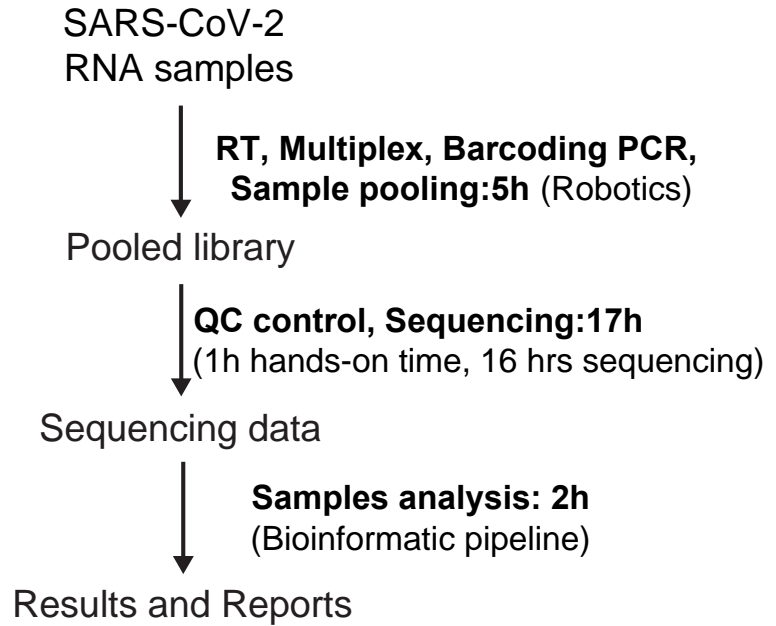 SARS-CoV-2
RNA samples
RT, Multiplex, Barcoding PCR,
Sample pooling:5h (Robotics)
Pooled library
QC control, Sequencing:17h
(1h hands-on time, 16 hrs sequencing)
Sequencing data
Samples analysis: 2h
(Bioinformatic pipeline)
Results and Reports